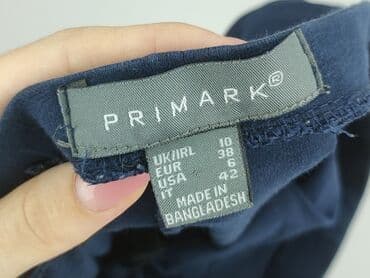 PRIMARK®
UK/IRL 10
EUR 38
USA 6
IT 42
MADE IN
BANGLADESH